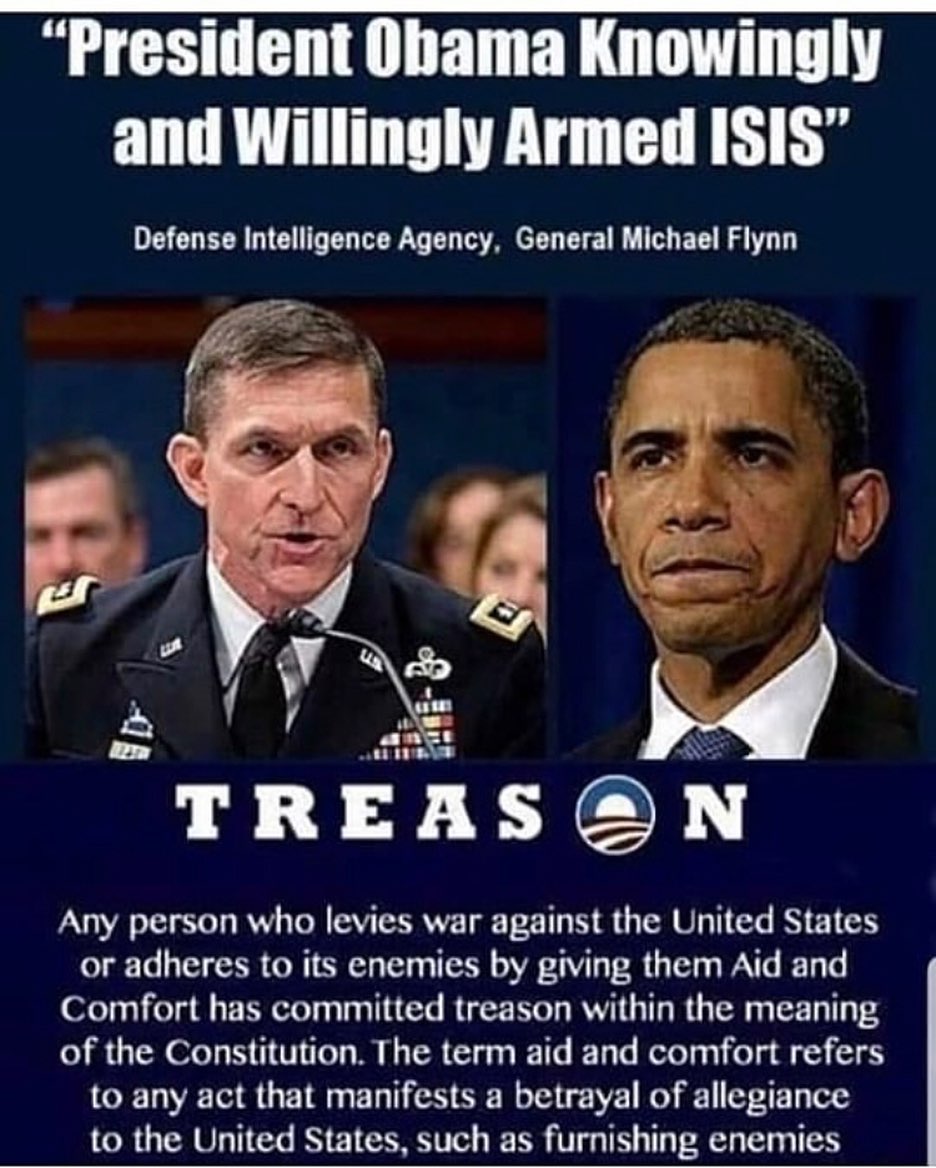 “President Obama Knowingly
and Willingly Armed ISIS”
Defense Intelligence Agency, General Michael Flynn
TREASON
Any person who levies war against the United States
or adheres to its enemies by giving them Aid and
Comfort has committed treason within the meaning
of the Constitution. The term aid and comfort refers
to any act that manifests a betrayal of allegiance
to the United States, such as furnishing enemies